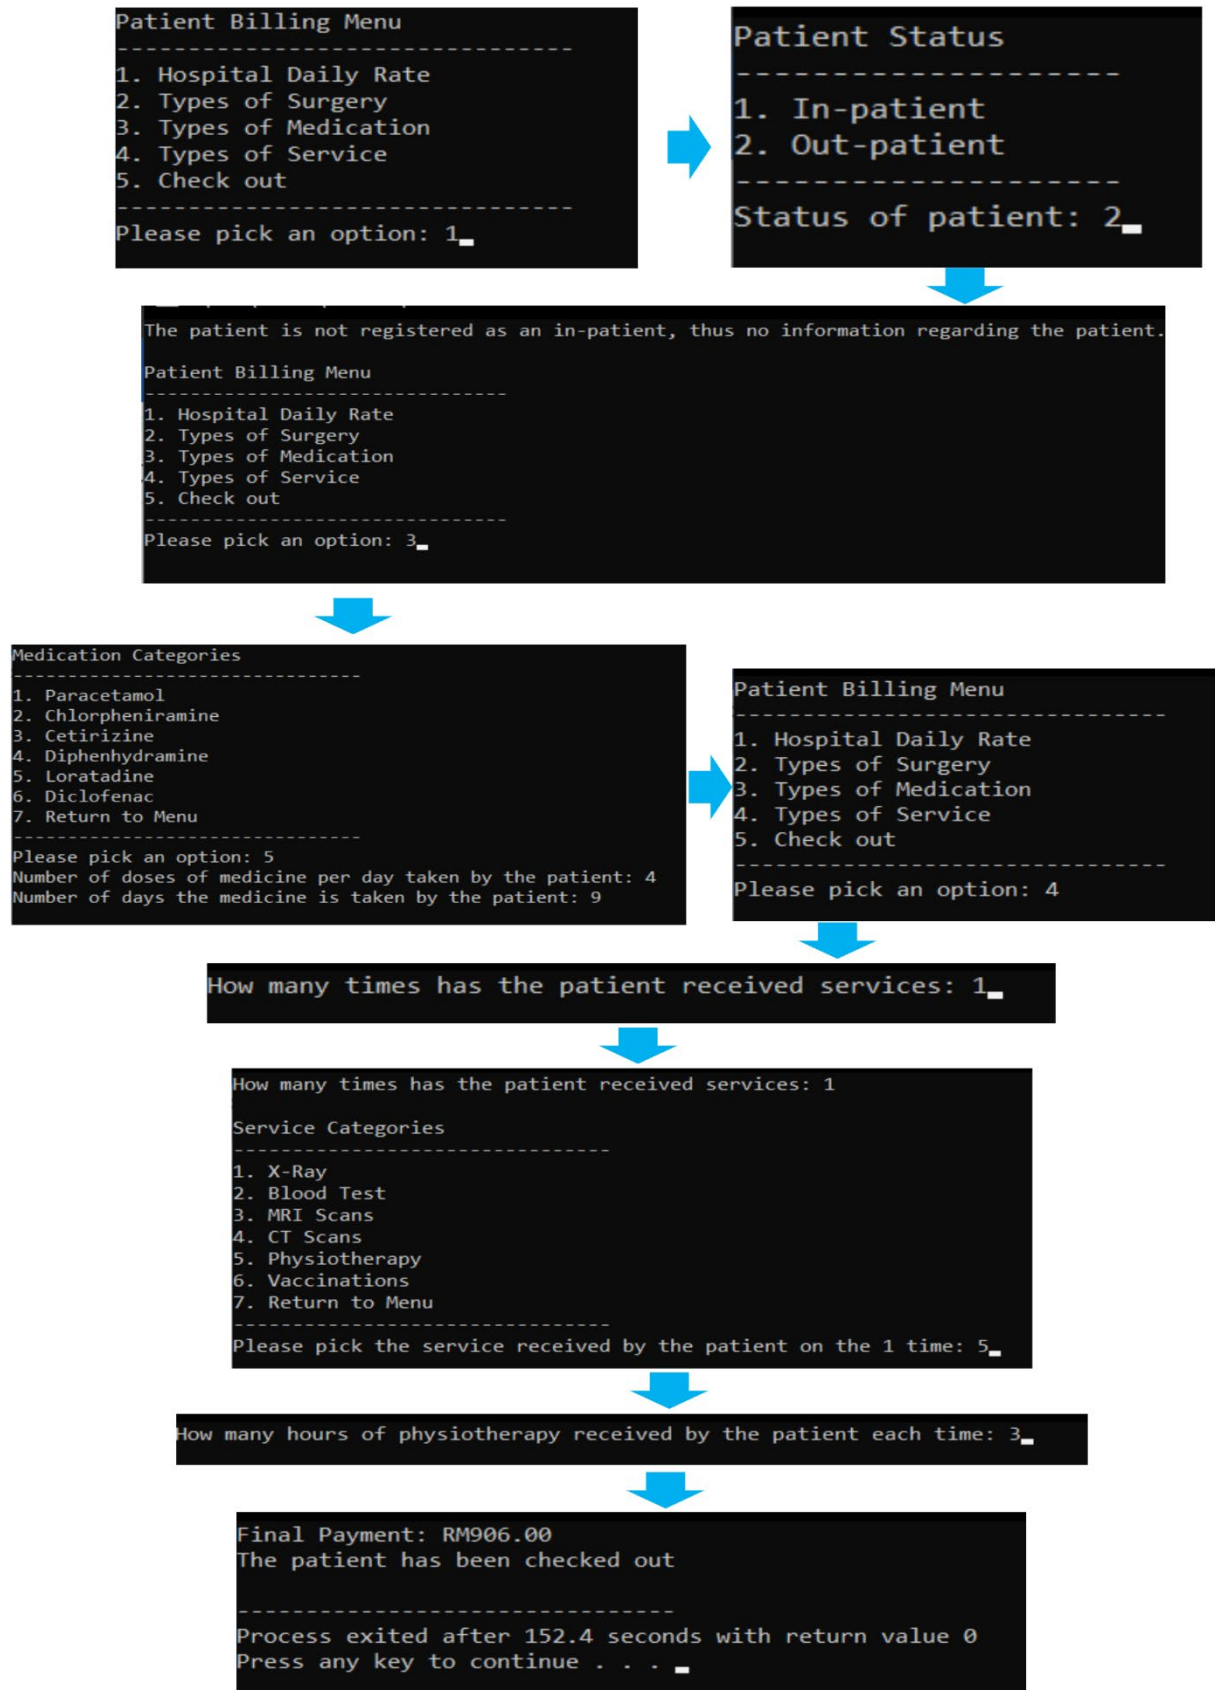 Patient Billing Menu
--------------------------------
1. Hospital Daily Rate
2. Types of Surgery
3. Types of Medication
4. Types of Service
5. Check out
--------------------------------
Please pick an option: 1
Patient Status
--------------------
1. In-patient
2. Out-patient
--------------------
Status of patient: 2
The patient is not registered as an in-patient, thus no information regarding the patient.
Patient Billing Menu
--------------------------------
1. Hospital Daily Rate
2. Types of Surgery
3. Types of Medication
4. Types of Service
5. Check out
--------------------------------
Please pick an option: 3
Medication Categories
--------------------------------
1. Paracetamol
2. Chlorpheniramine
3. Cetirizine
4. Diphenhydramine
5. Loratadine
6. Diclofenac
7. Return to Menu
--------------------------------
Please pick an option: 5
Number of doses of medicine per day taken by the patient: 4
Number of days the medicine is taken by the patient: 9
Patient Billing Menu
--------------------------------
1. Hospital Daily Rate
2. Types of Surgery
3. Types of Medication
4. Types of Service
5. Check out
--------------------------------
Please pick an option: 4
How many times has the patient received services: 1
How many times has the patient received services: 1
Service Categories
--------------------------------
1. X-Ray
2. Blood Test
3. MRI Scans
4. CT Scans
5. Physiotherapy
6. Vaccinations
7. Return to Menu
--------------------------------
Please pick the service received by the patient on the 1 time: 5
How many hours of physiotherapy received by the patient each time: 3
Final Payment: RM906.00
The patient has been checked out
--------------------------------
Process exited after 152.4 seconds with return value 0
Press any key to continue . . .